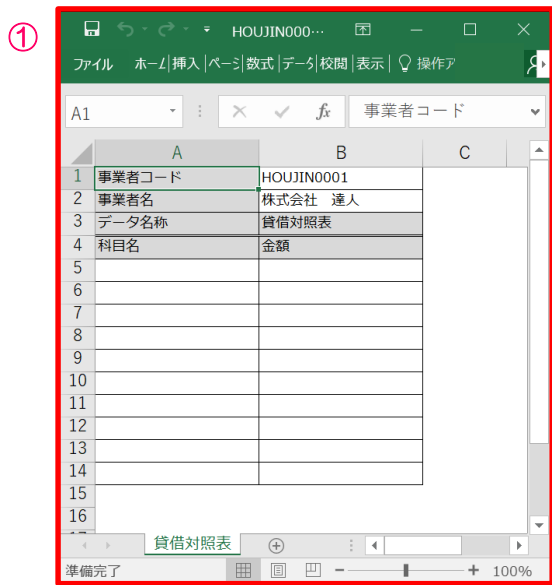 ①
HOUJIN000…
ファイル ホーム 挿入 ページ 数式 データ 校閲 表示 操作ア
A1 fx 事業者コード
A B C
1 事業者コード HOUJIN0001
2 事業者名 株式会社 達人
3 データ名称 貸借対照表
4 科目名 金額
5
6
7
8
9
10
11
12
13
14
15
16
貸借対照表
準備完了 100%